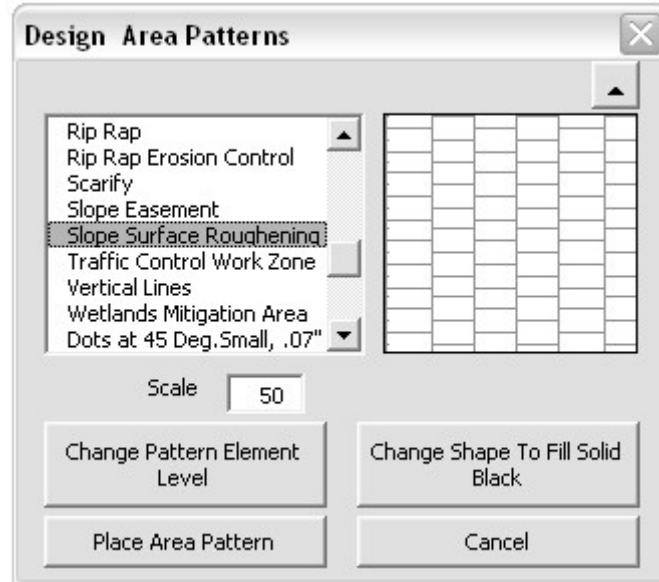 Design Area Patterns
Rip Rap
Rip Rap Erosion Control
Scarify
Slope Easement
Slope Surface Roughening
Traffic Control Work Zone
Vertical Lines
Wetlands Mitigation Area
Dots at 45 Deg.Small, .07"
Scale 50
Change Pattern Element
Level
Change Shape To Fill Solid
Black
Place Area Pattern
Cancel